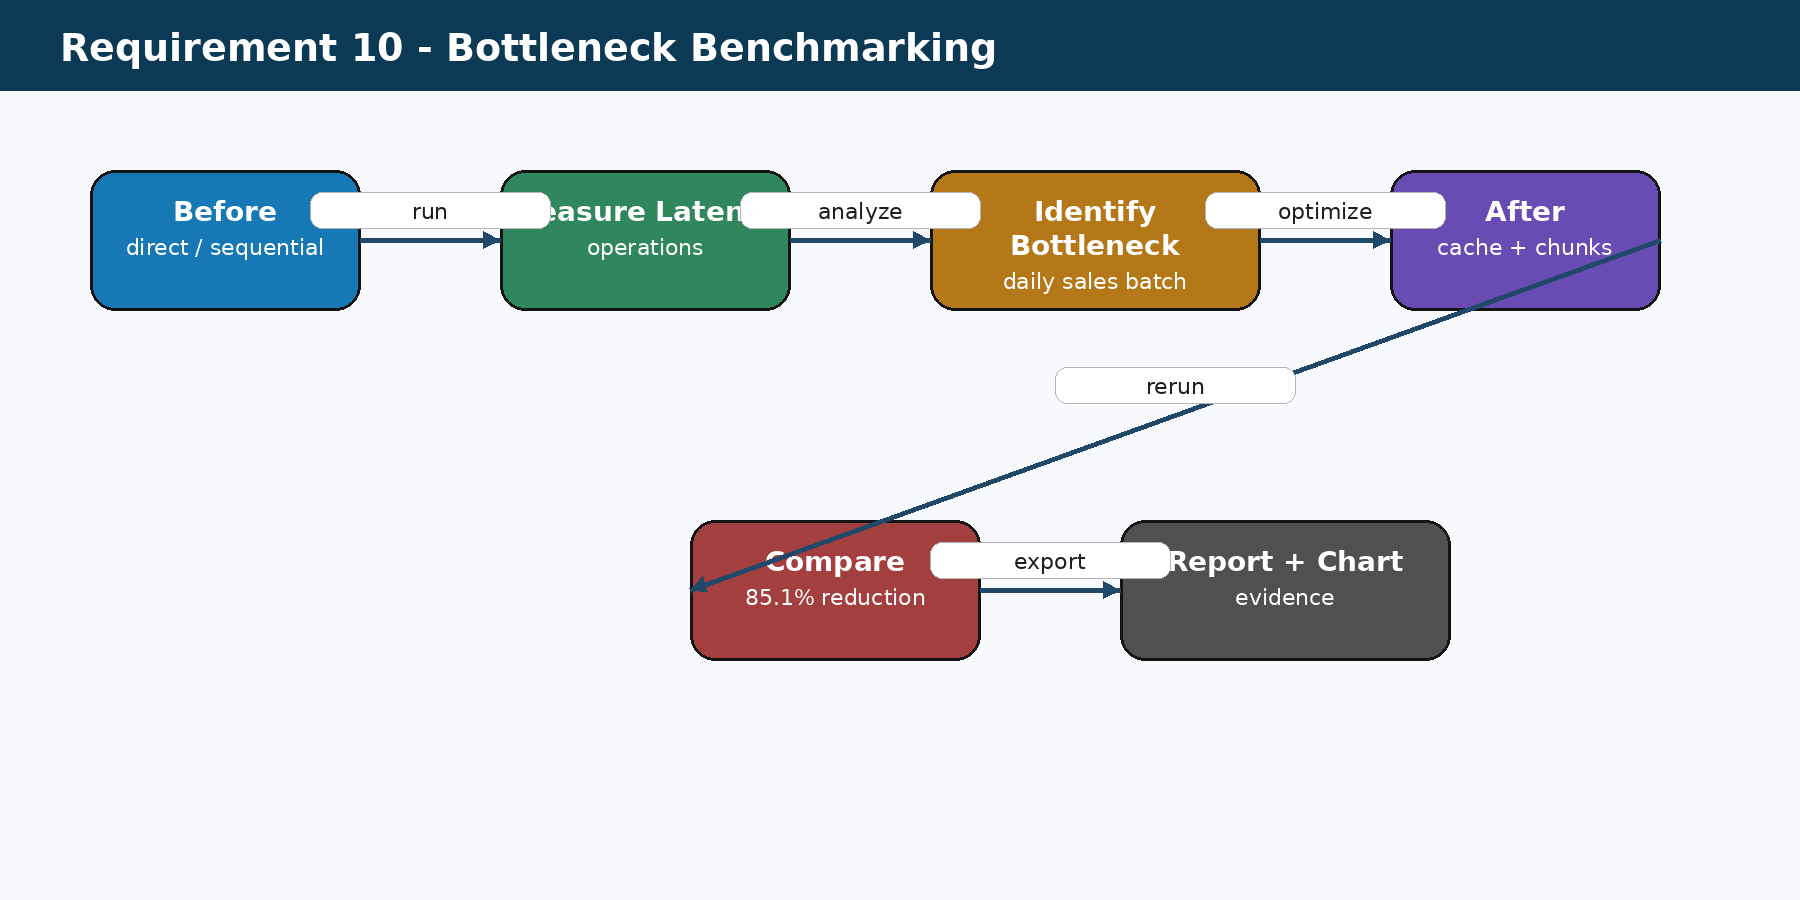 Requirement 10 - Bottleneck Benchmarking
Before
direct / sequential
run
easure Laten
operations
analyze
Identify
Bottleneck
daily sales batch
optimize
After
cache + chunks
rerun
Compare
85.1% reduction
export
Report + Chart
evidence